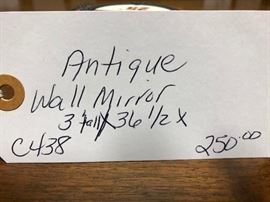 Antique
Wall Mirror
3' tall X 36 1/2 X
C438 250.00